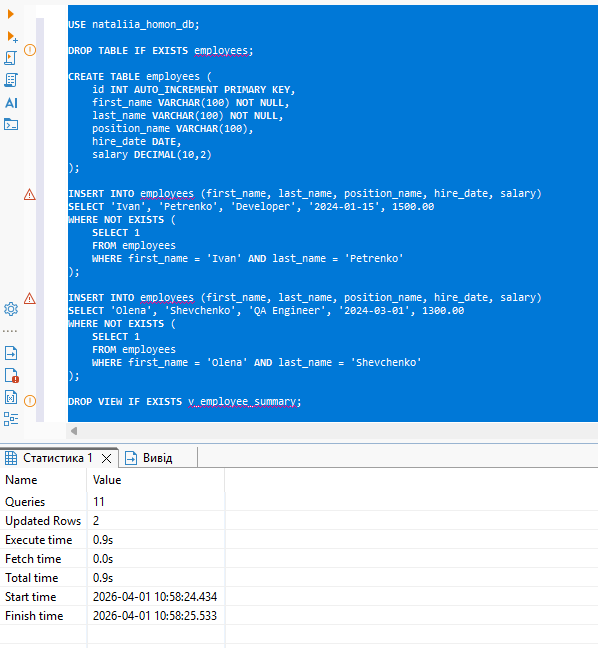 USE nataliia_homon_db;
DROP TABLE IF EXISTS employees;
CREATE TABLE employees (
id INT AUTO_INCREMENT PRIMARY KEY,
first_name VARCHAR(100) NOT NULL,
last_name VARCHAR(100) NOT NULL,
position_name VARCHAR(100),
hire_date DATE,
salary DECIMAL(10,2)
);
INSERT INTO employees (first_name, last_name, position_name, hire_date, salary)
SELECT 'Ivan', 'Petrenko', 'Developer', '2024-01-15', 1500.00
WHERE NOT EXISTS (
SELECT 1
FROM employees
WHERE first_name = 'Ivan' AND last_name = 'Petrenko'
);
INSERT INTO employees (first_name, last_name, position_name, hire_date, salary)
SELECT 'Olena', 'Shevchenko', 'QA Engineer', '2024-03-01', 1300.00
WHERE NOT EXISTS (
SELECT 1
FROM employees
WHERE first_name = 'Olena' AND last_name = 'Shevchenko'
);
DROP VIEW IF EXISTS v_employee_summary;
AI
Статистика 1 Вивід
Name Value
Queries 11
Updated Rows 2
Execute time 0.9s
Fetch time 0.0s
Total time 0.9s
Start time 2026-04-01 10:58:24.434
Finish time 2026-04-01 10:58:25.533